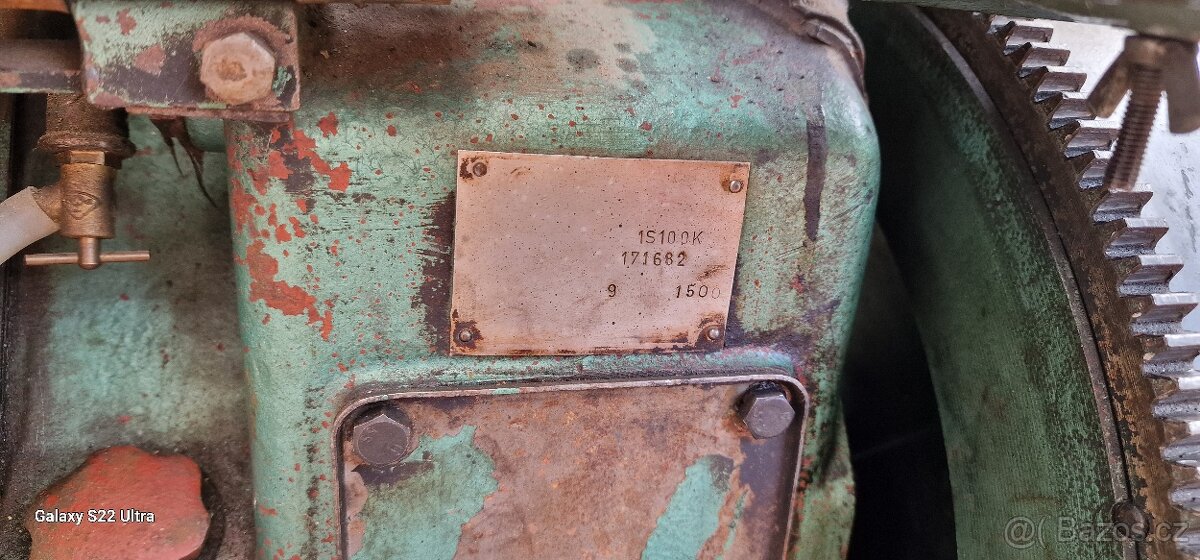 1S100K
171682
9 1500
Galaxy S22 Ultra
@( Bazos.cz